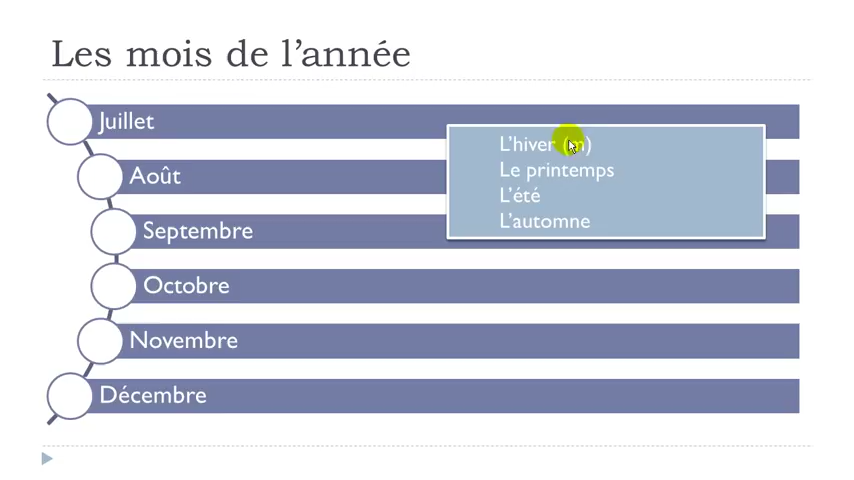 Les mois de l’année
Juillet
Août
Septembre
Octobre
Novembre
Décembre
L’hiver (m)
Le printemps
L’été
L’automne